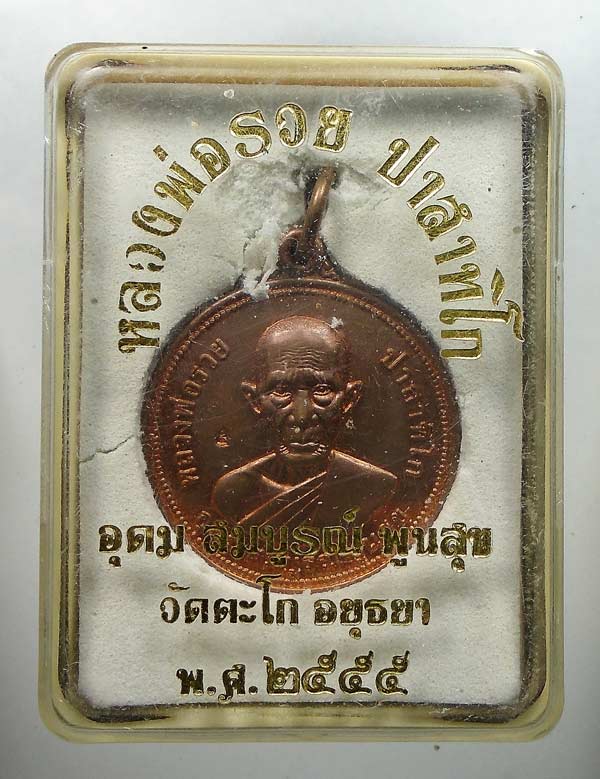 หลวงพ่อรวย ปาสาทิโก
หลวงพ่อรวย ปาสาทิโก
อุดม สมบูรณ์ พูนสุข
วัดตะโก อยุธยา
พ.ศ.๒๕๕๕